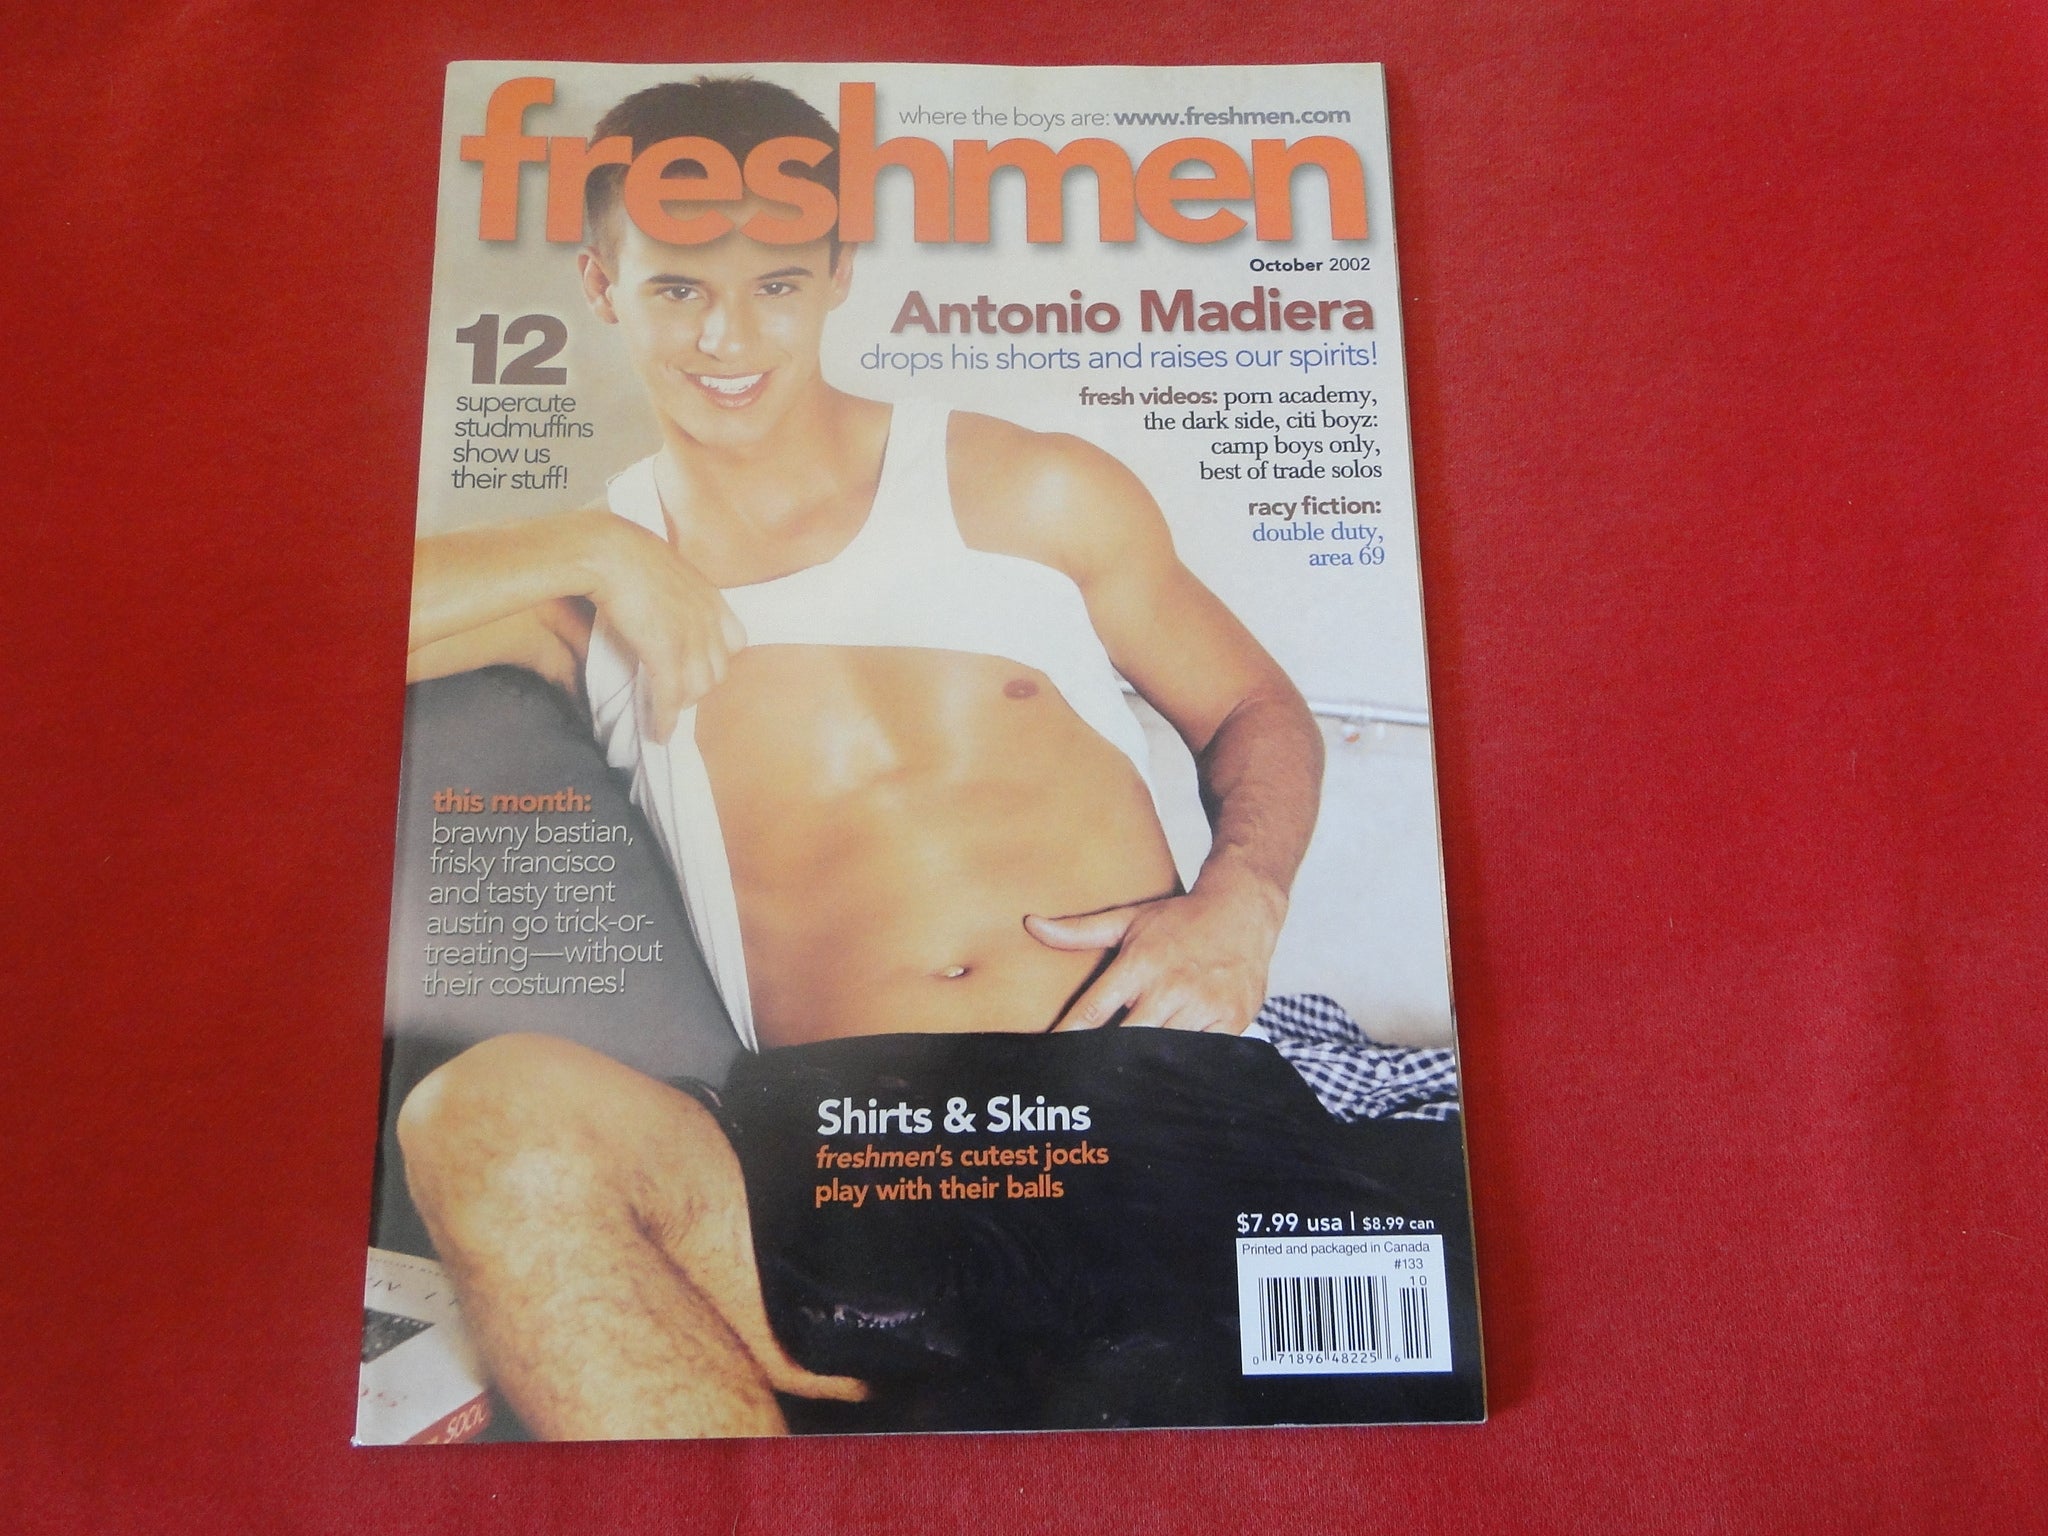 where the boys are: www.freshmen.com
freshmen
October 2002
Antonio Madiera
drops his shorts and raises our spirits!
12
supercute
studmuffins
show us
their stuff!
fresh videos: porn academy,
the dark side, citi boyz:
camp boys only,
best of trade solos
racy fiction:
double duty,
area 69
this month:
brawny bastian,
frisky francisco
and tasty trent
austin go trick-or-
treating—without
their costumes!
Shirts & Skins
freshmen's cutest jocks
play with their balls
$7.99 usa | $8.99 can
Printed and packaged in Canada
#133
10
0 71896 48225 6